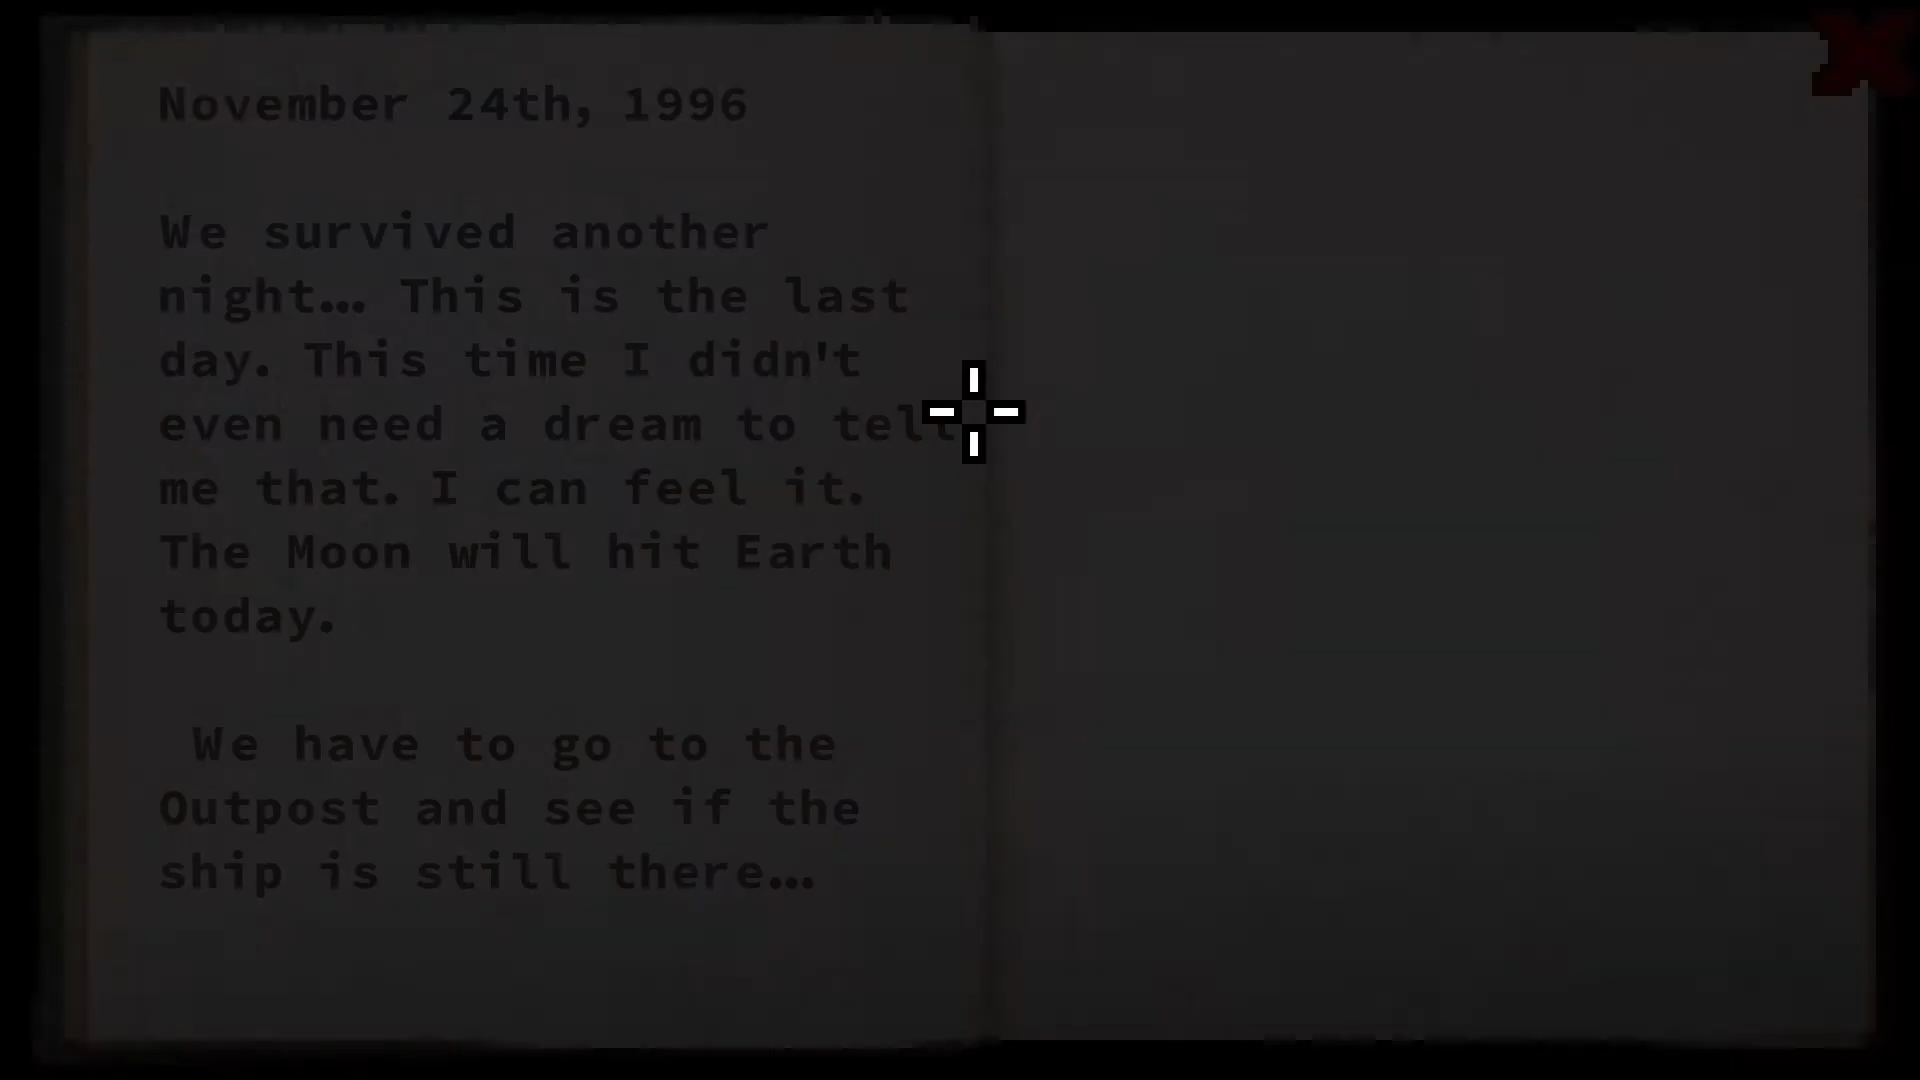 November 24th, 1996
We survived another
night… This is the last
day. This time I didn't
even need a dream to tell
me that. I can feel it.
The Moon will hit Earth
today.
We have to go to the
Outpost and see if the
ship is still there…